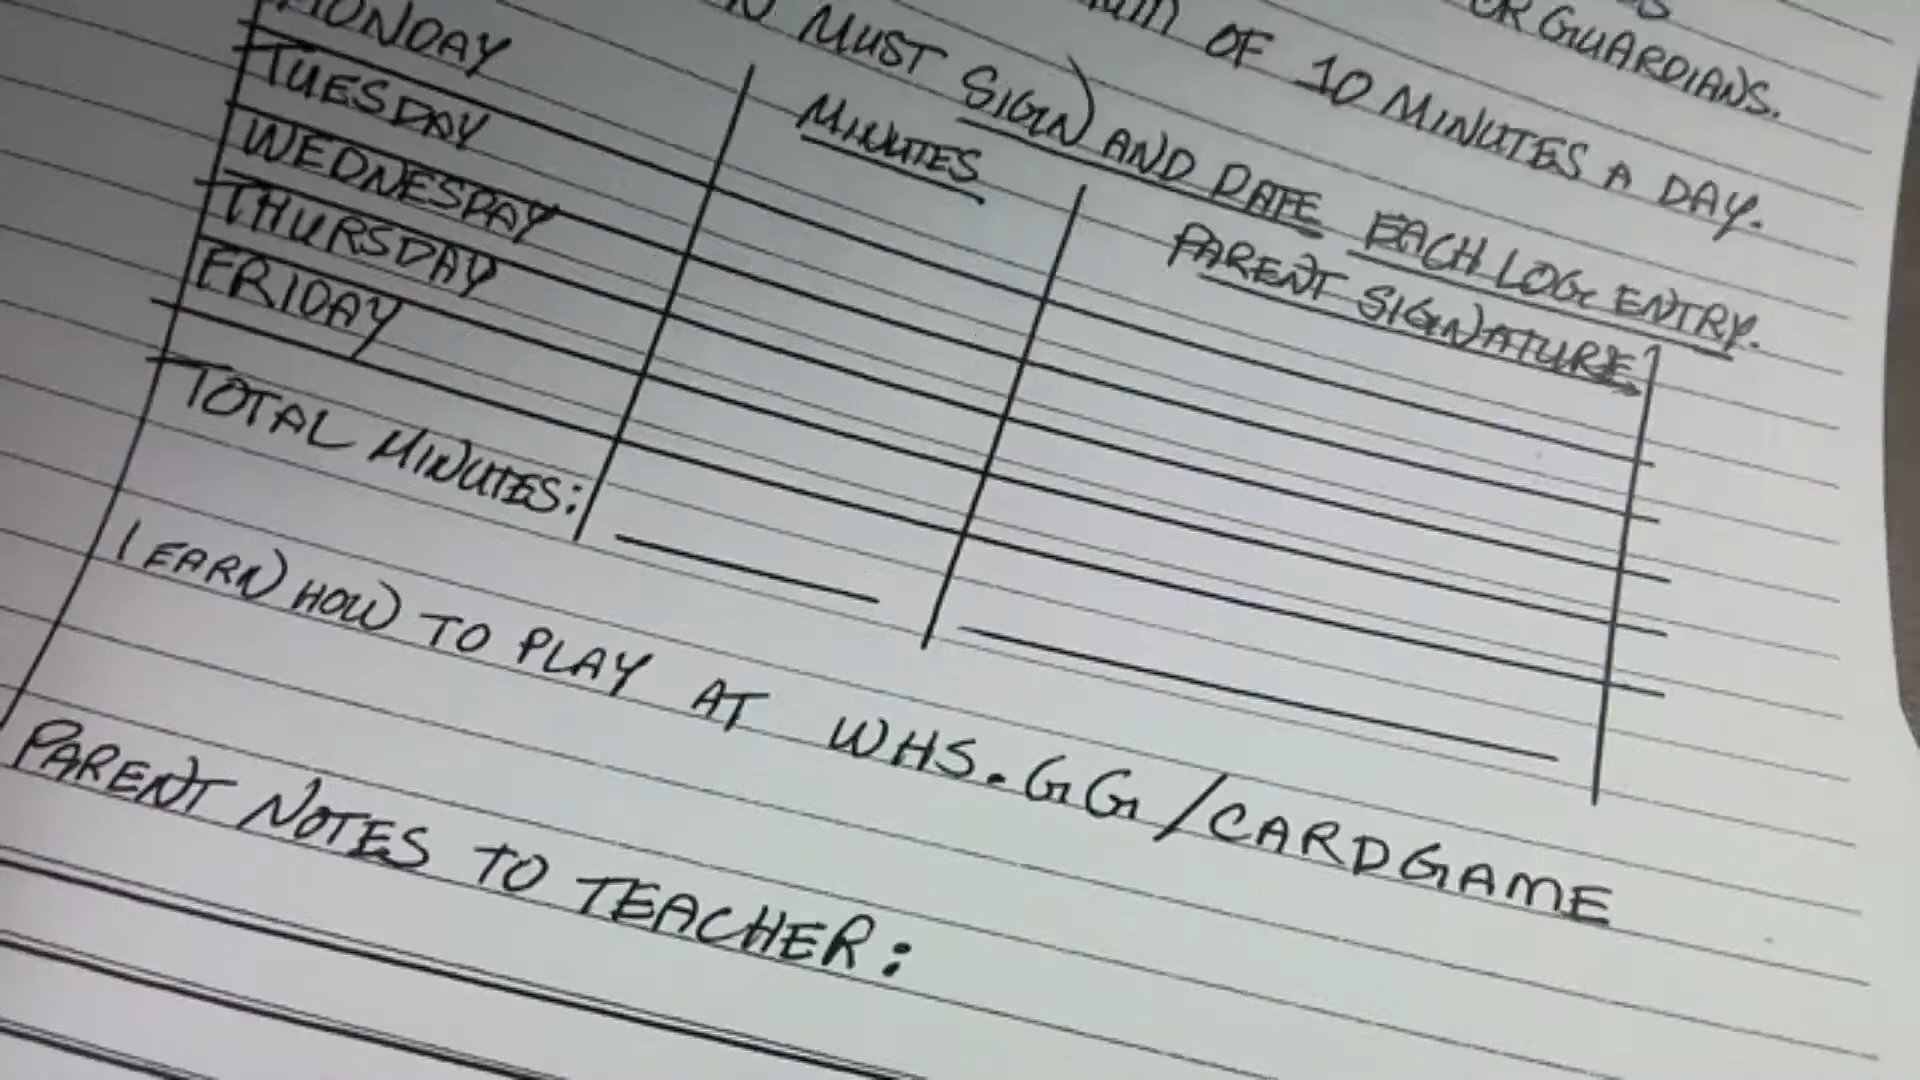 OR GUARDIANS.
OF 10 MINUTES A DAY.
MUST SIGN AND DATE EACH LOG ENTRY.
MINUTES PARENT SIGNATURE
MONDAY
TUESDAY
WEDNESDAY
THURSDAY
FRIDAY
TOTAL MINUTES:
LEARN HOW TO PLAY AT WHS.GG/CARDGAME
PARENT NOTES TO TEACHER: